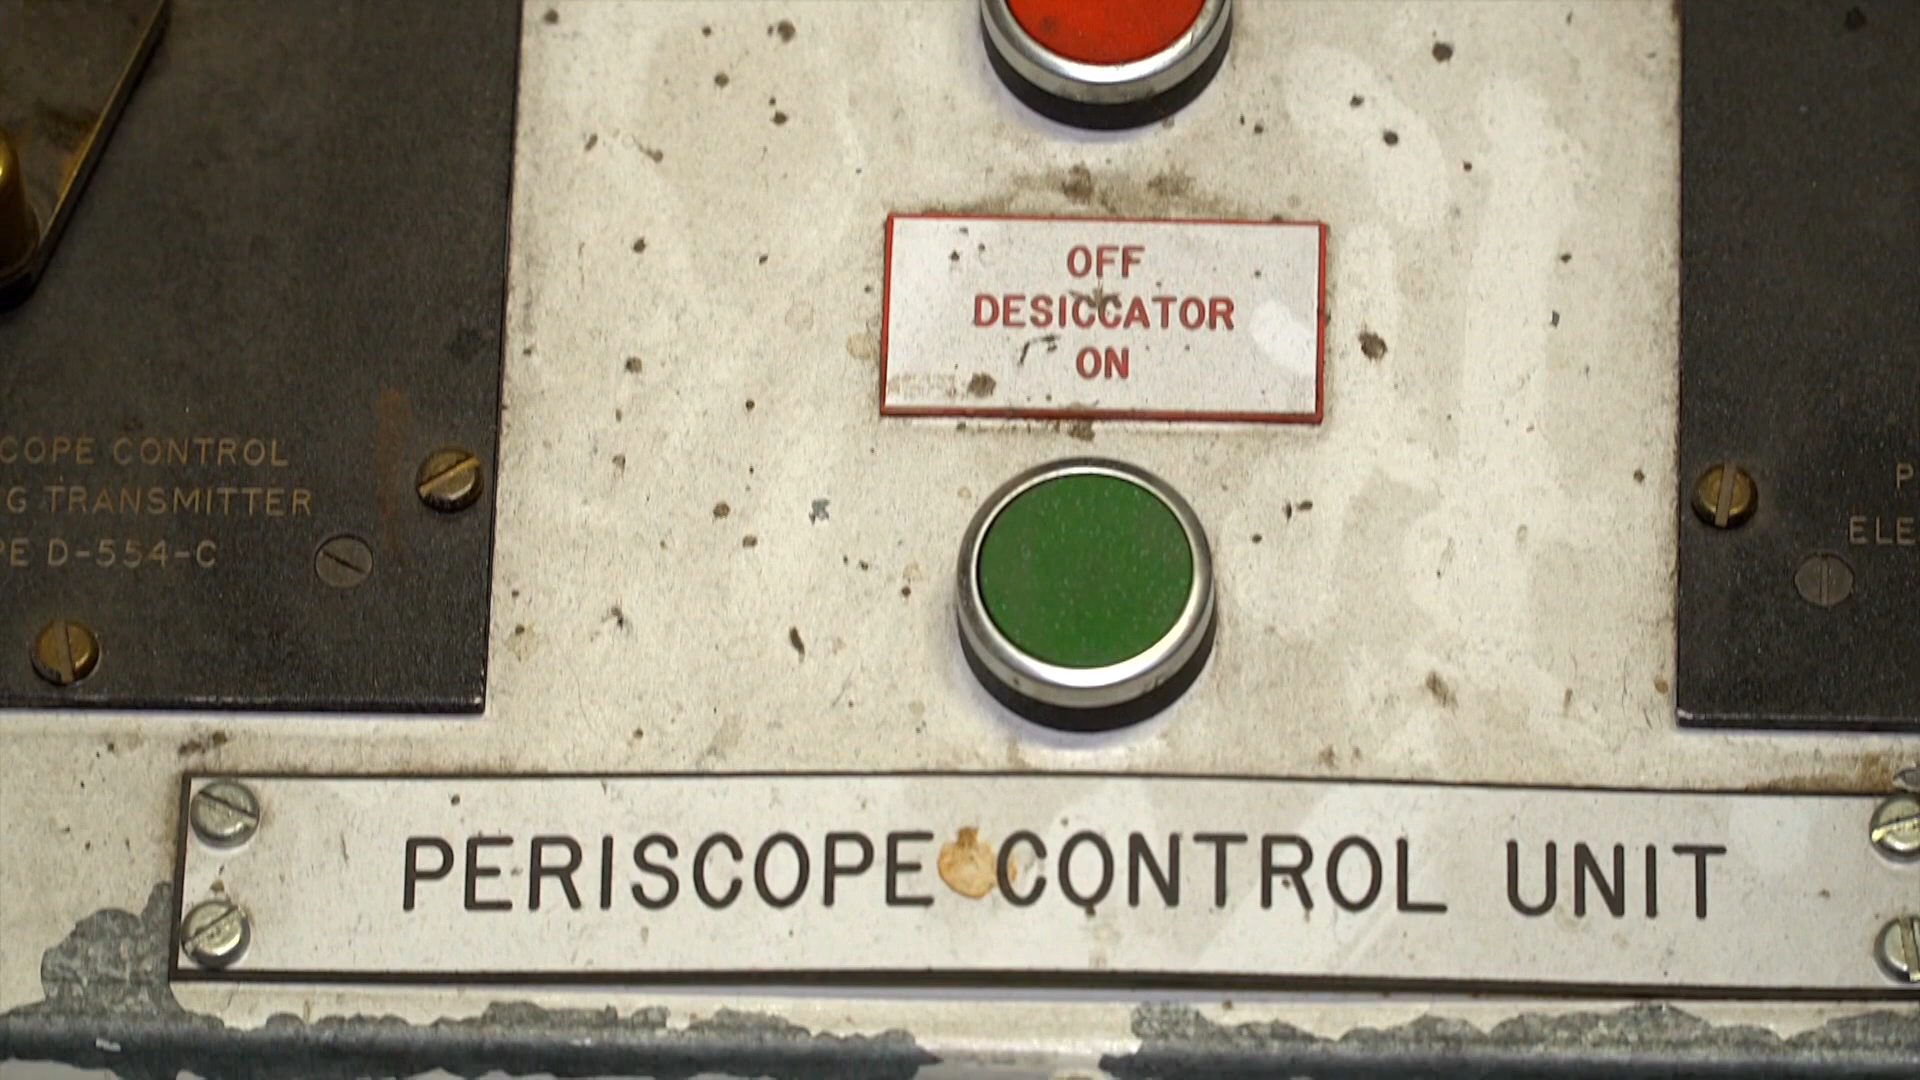 OFF
DESICCATOR
ON
COPE CONTROL
G TRANSMITTER
PE D-554-C
P
ELE
PERISCOPE CONTROL UNIT